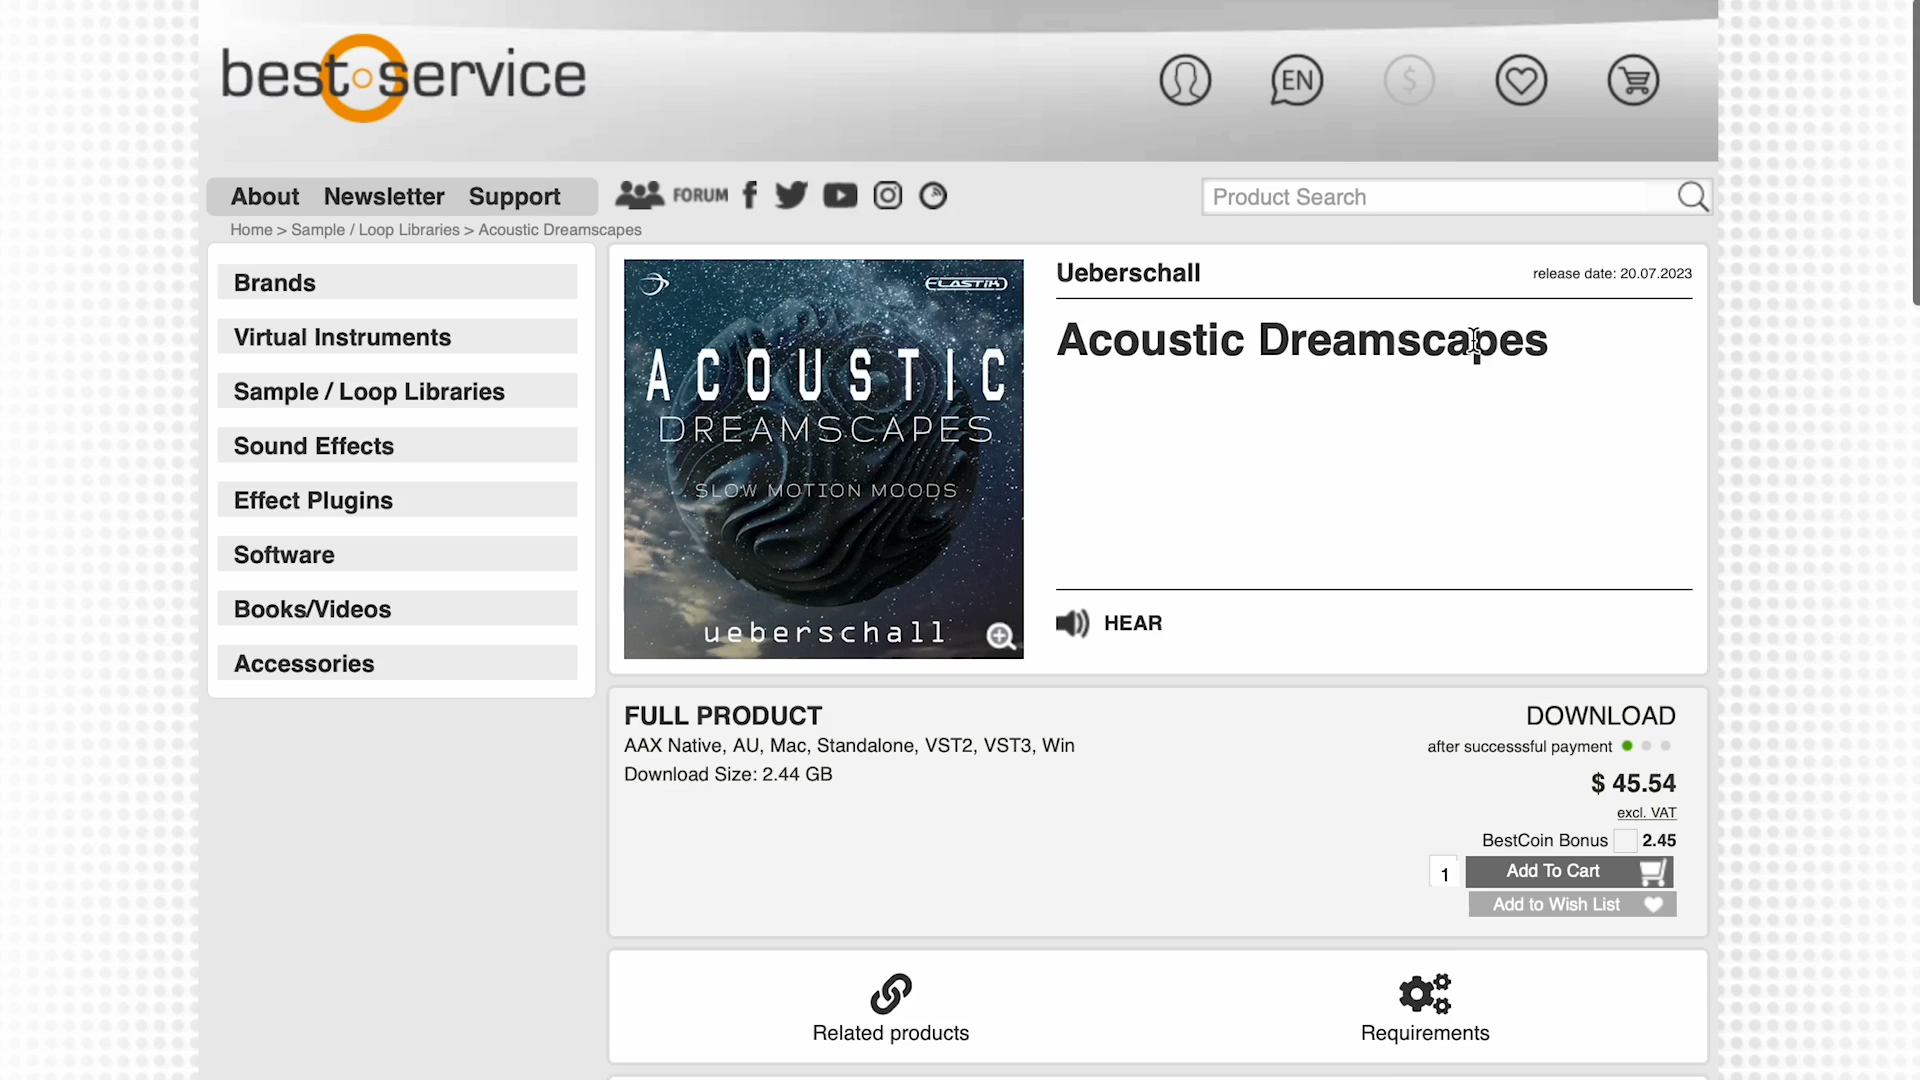 best service
EN
$
About Newsletter Support
FORUM
Product Search
Home > Sample / Loop Libraries > Acoustic Dreamscapes
Brands
Virtual Instruments
Sample / Loop Libraries
Sound Effects
Effect Plugins
Software
Books/Videos
Accessories
ELASTIK
ACOUSTIC
DREAMSCAPES
SLOW MOTION MOODS
ueberschall
Ueberschall
release date: 20.07.2023
Acoustic Dreamscapes
HEAR
FULL PRODUCT
AAX Native, AU, Mac, Standalone, VST2, VST3, Win
Download Size: 2.44 GB
DOWNLOAD
after successsful payment
$ 45.54
excl. VAT
BestCoin Bonus 2.45
1 Add To Cart
Add to Wish List
Related products
Requirements